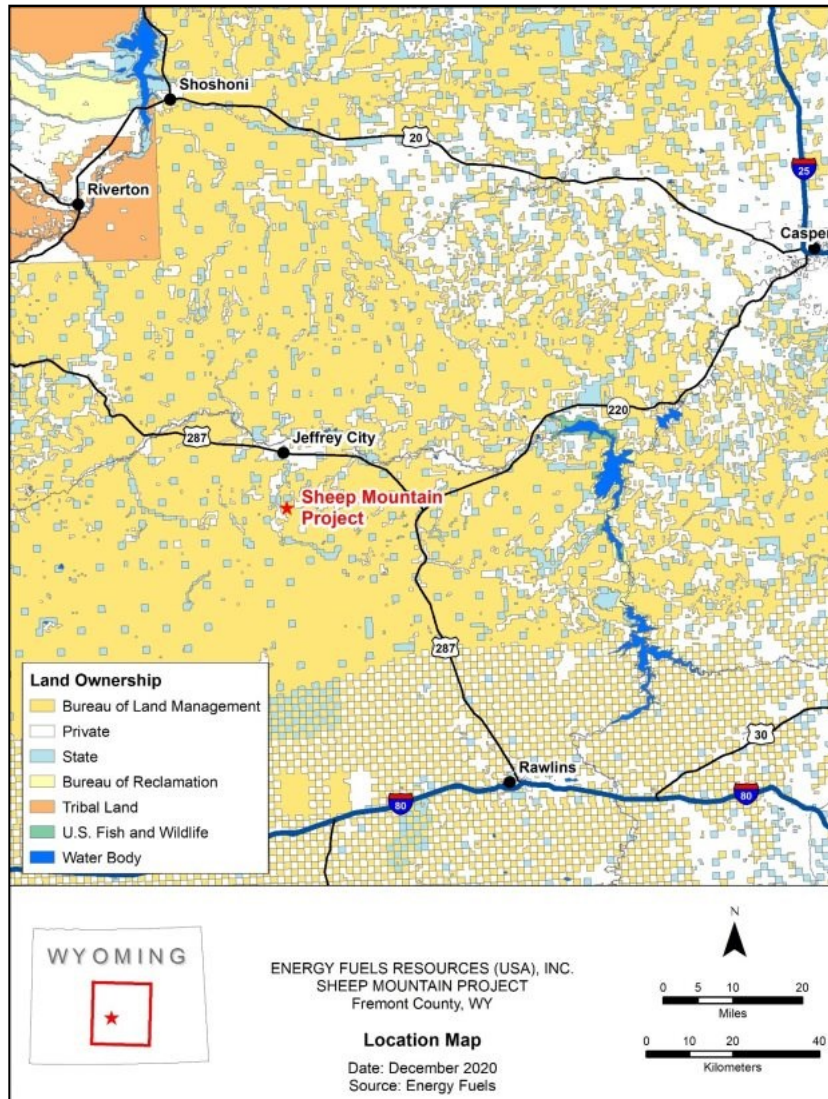 Shoshoni
20
25
Riverton
Casper
220
287
Jeffrey City
Sheep Mountain
Project
287
Land Ownership
Bureau of Land Management
Private
State
Bureau of Reclamation
Tribal Land
U.S. Fish and Wildlife
Water Body
30
Rawlins
80
80
WYOMING
ENERGY FUELS RESOURCES (USA), INC.
SHEEP MOUNTAIN PROJECT
Fremont County, WY
Location Map
Date: December 2020
Source: Energy Fuels
N
0 5 10 20
Miles
0 10 20 40
Kilometers